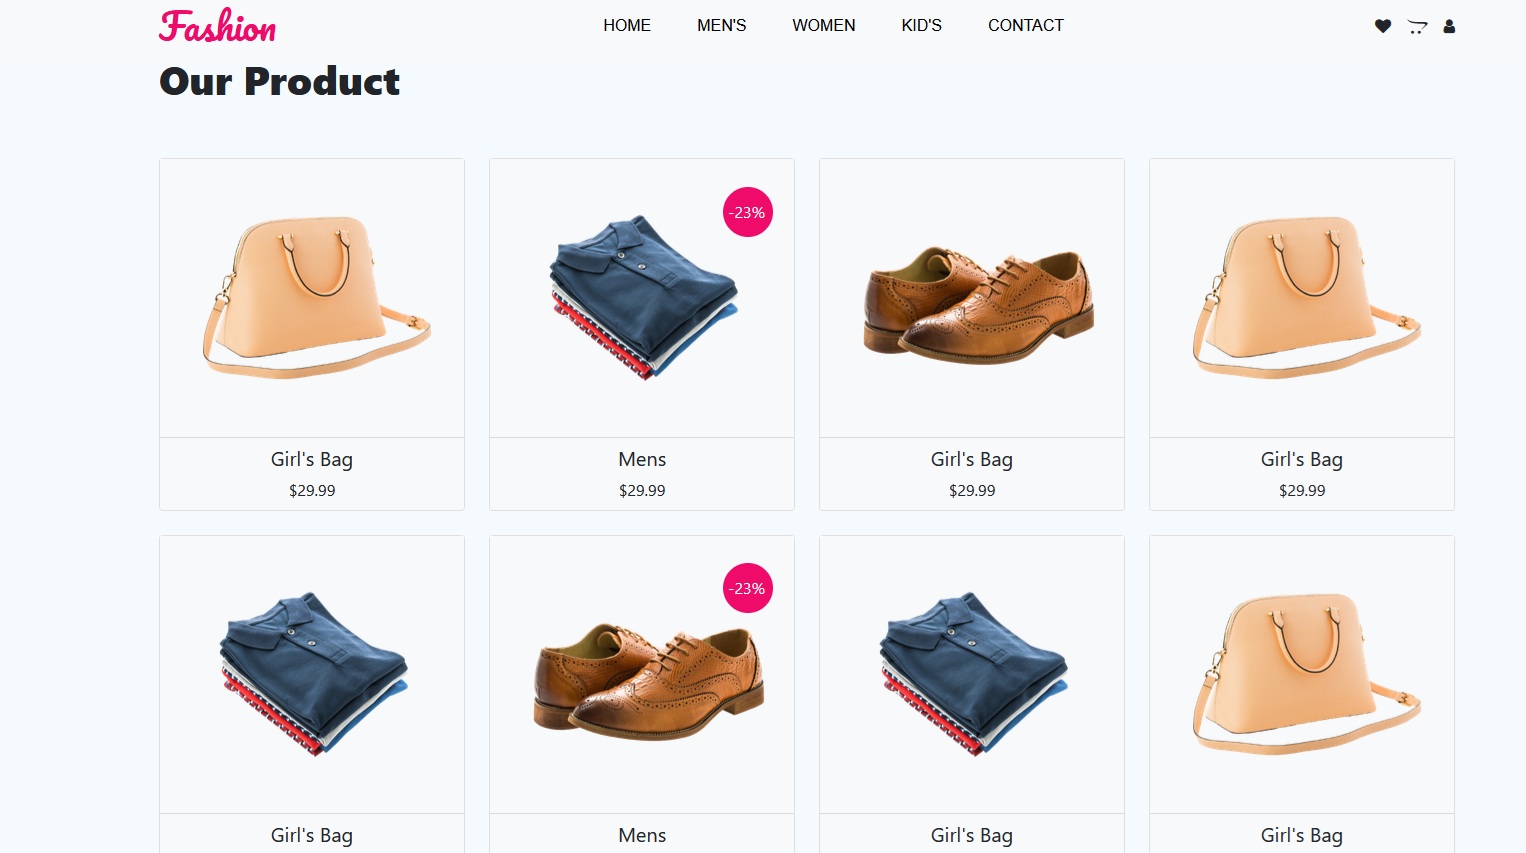 Fashion HOME MEN'S WOMEN KID'S CONTACT
Our Product
-23%
Girl's Bag Mens Girl's Bag Girl's Bag
$29.99 $29.99 $29.99 $29.99
-23%
Girl's Bag Mens Girl's Bag Girl's Bag